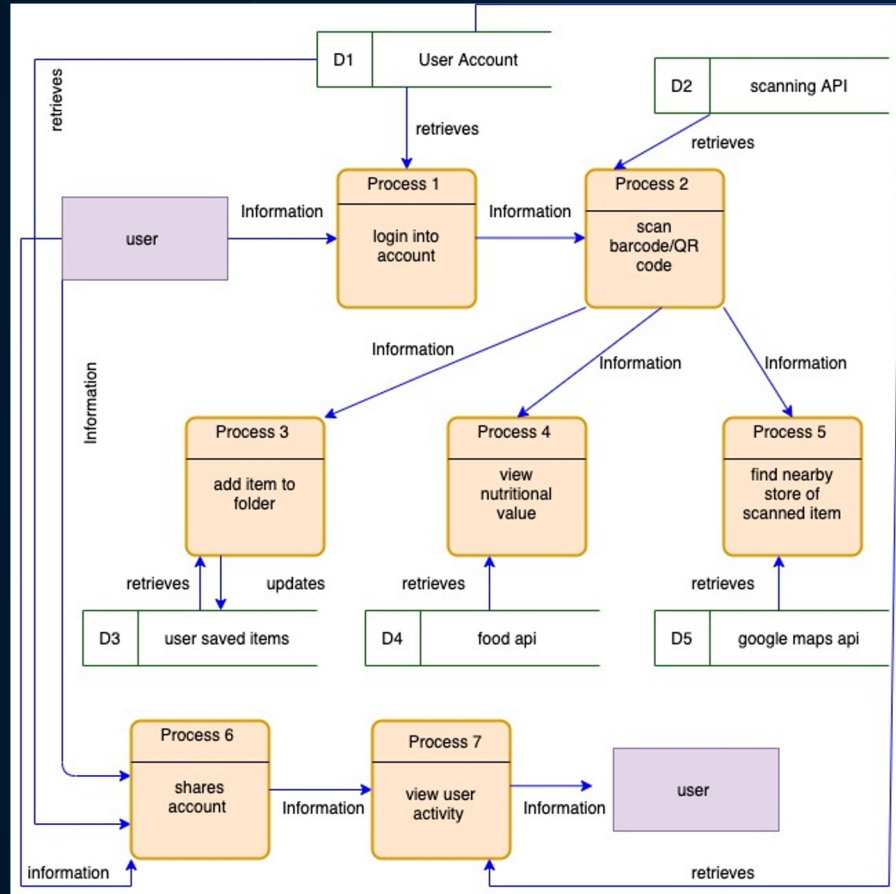 D1
User Account
D2
scanning API
retrieves
retrieves
retrieves
Process 1
Process 2
user
Information
login into
account
Information
scan
barcode/QR
code
Information
Information
Information
Information
Process 3
Process 4
Process 5
add item to
folder
view
nutritional
value
find nearby
store of
scanned item
retrieves
updates
retrieves
retrieves
D3
user saved items
D4
food api
D5
google maps api
Process 6
Process 7
shares
account
Information
view user
activity
Information
user
information
retrieves